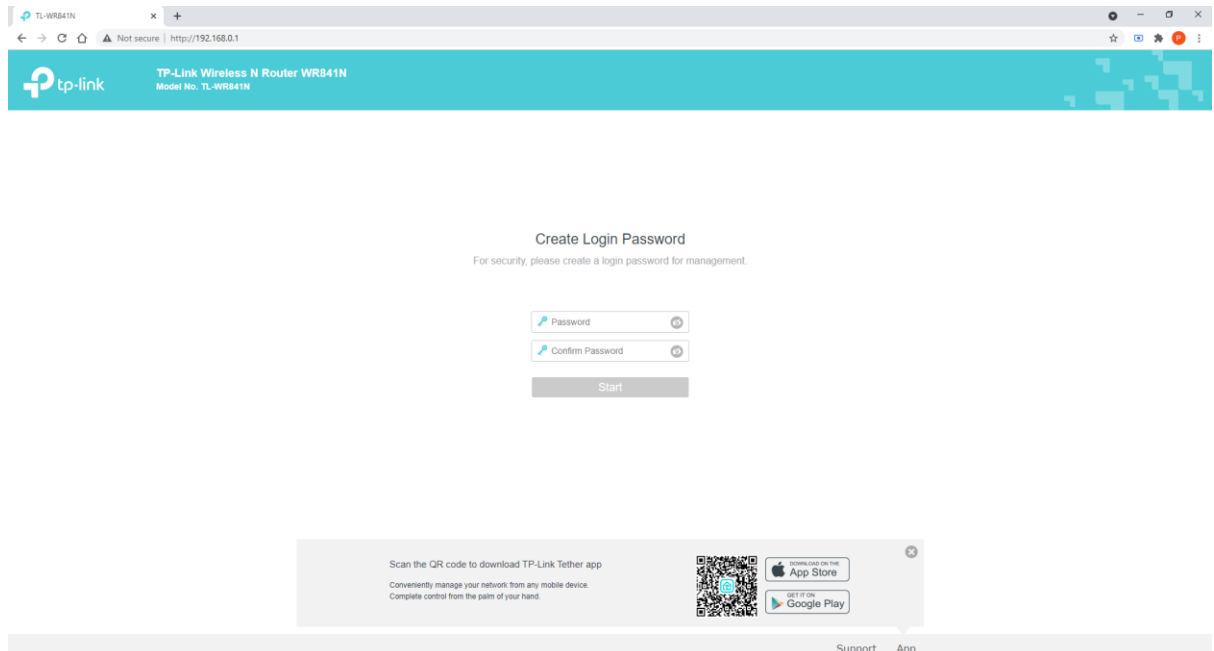 TL-WR841N
Not secure | http://192.168.0.1
P
tp-link
TP-Link Wireless N Router WR841N
Model No. TL-WR841N
Create Login Password
For security, please create a login password for management.
Password
Confirm Password
Start
Scan the QR code to download TP-Link Tether app
Conveniently manage your network from any mobile device.
Complete control from the palm of your hand.
DOWNLOAD ON THE
App Store
GET IT ON
Google Play
Support App